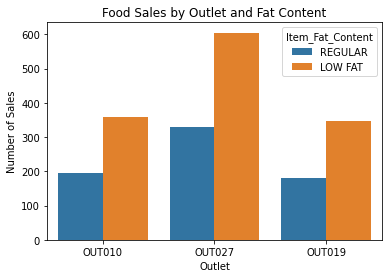 Food Sales by Outlet and Fat Content
Item_Fat_Content
REGULAR
LOW FAT
600
500
400
300
200
100
0
Number of Sales
OUT010 OUT027 OUT019
Outlet